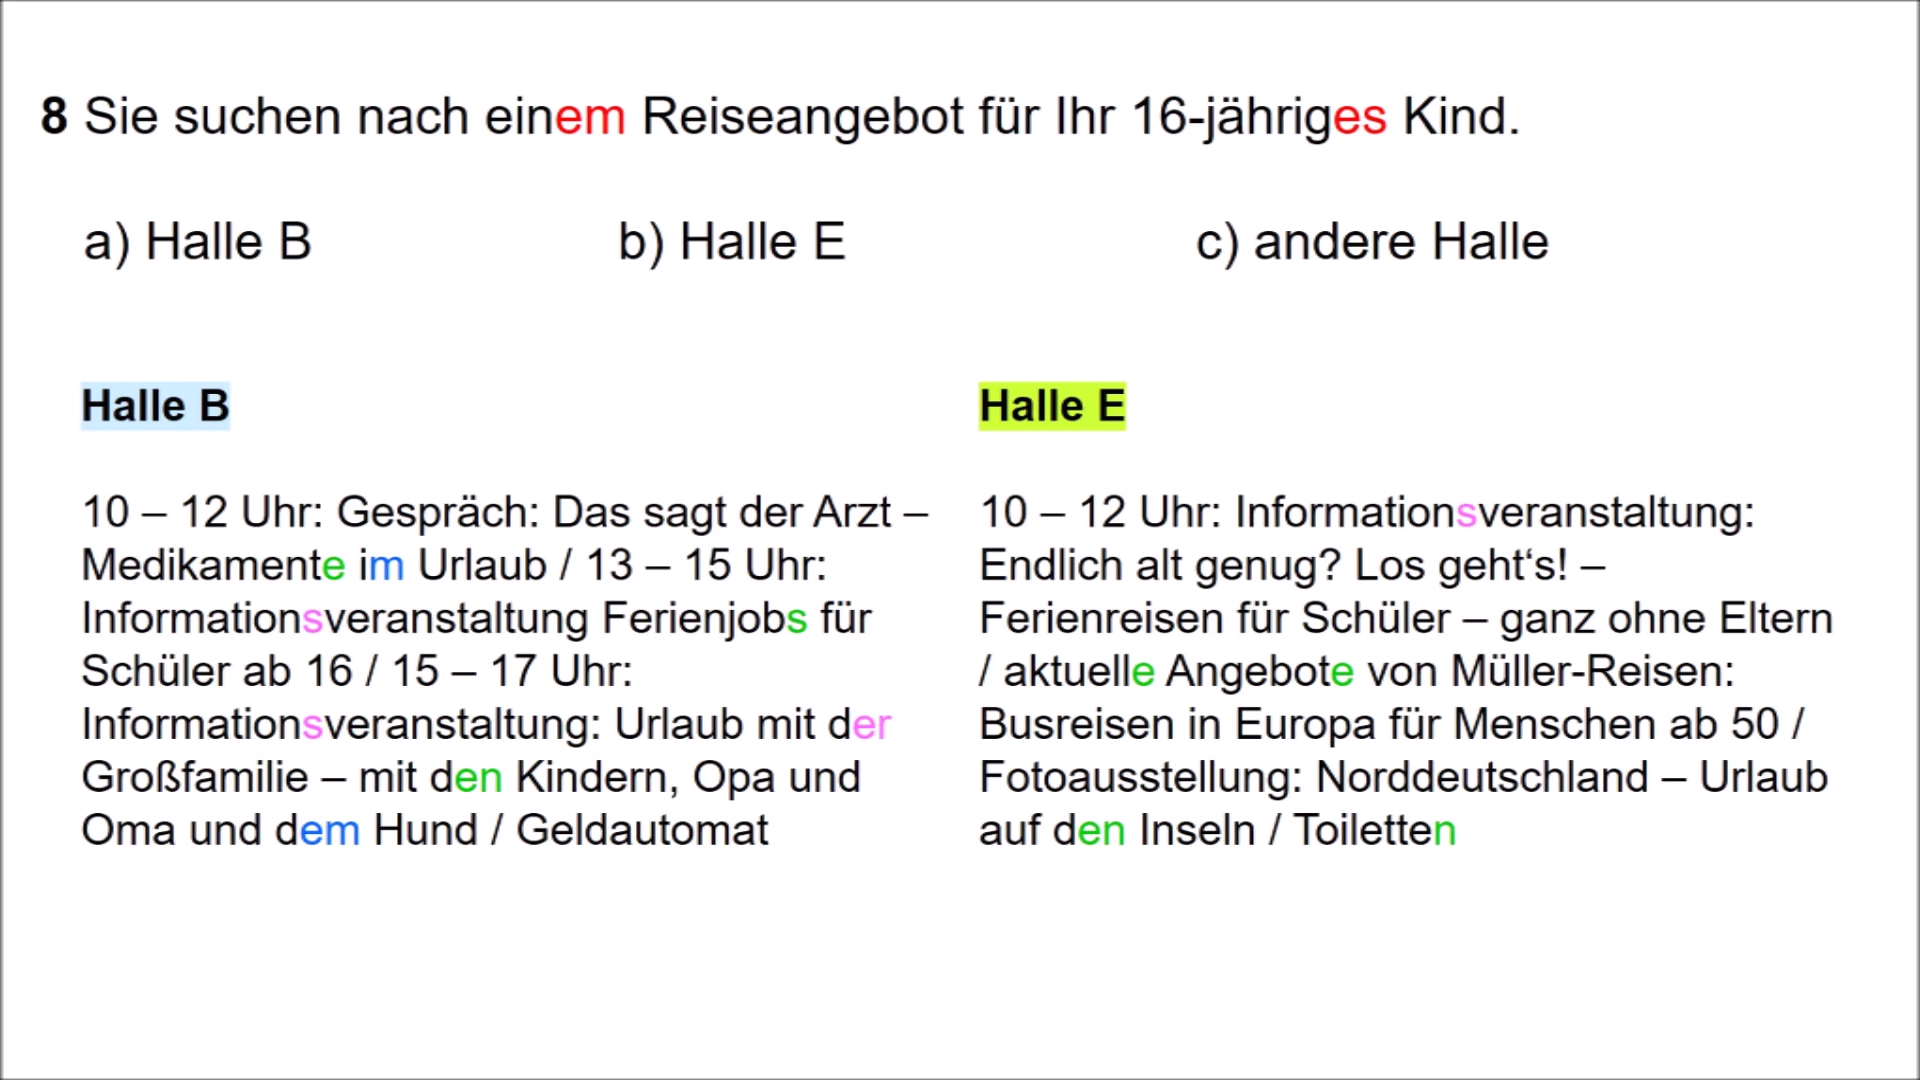 8 Sie suchen nach einem Reiseangebot für Ihr 16-jähriges Kind.
a) Halle B b) Halle E c) andere Halle
Halle B
10 – 12 Uhr: Gespräch: Das sagt der Arzt –
Medikamente im Urlaub / 13 – 15 Uhr:
Informationsveranstaltung Ferienjobs für
Schüler ab 16 / 15 – 17 Uhr:
Informationsveranstaltung: Urlaub mit der
Großfamilie – mit den Kindern, Opa und
Oma und dem Hund / Geldautomat
Halle E
10 – 12 Uhr: Informationsveranstaltung:
Endlich alt genug? Los geht‘s! –
Ferienreisen für Schüler – ganz ohne Eltern
/ aktuelle Angebote von Müller-Reisen:
Busreisen in Europa für Menschen ab 50 /
Fotoausstellung: Norddeutschland – Urlaub
auf den Inseln / Toiletten